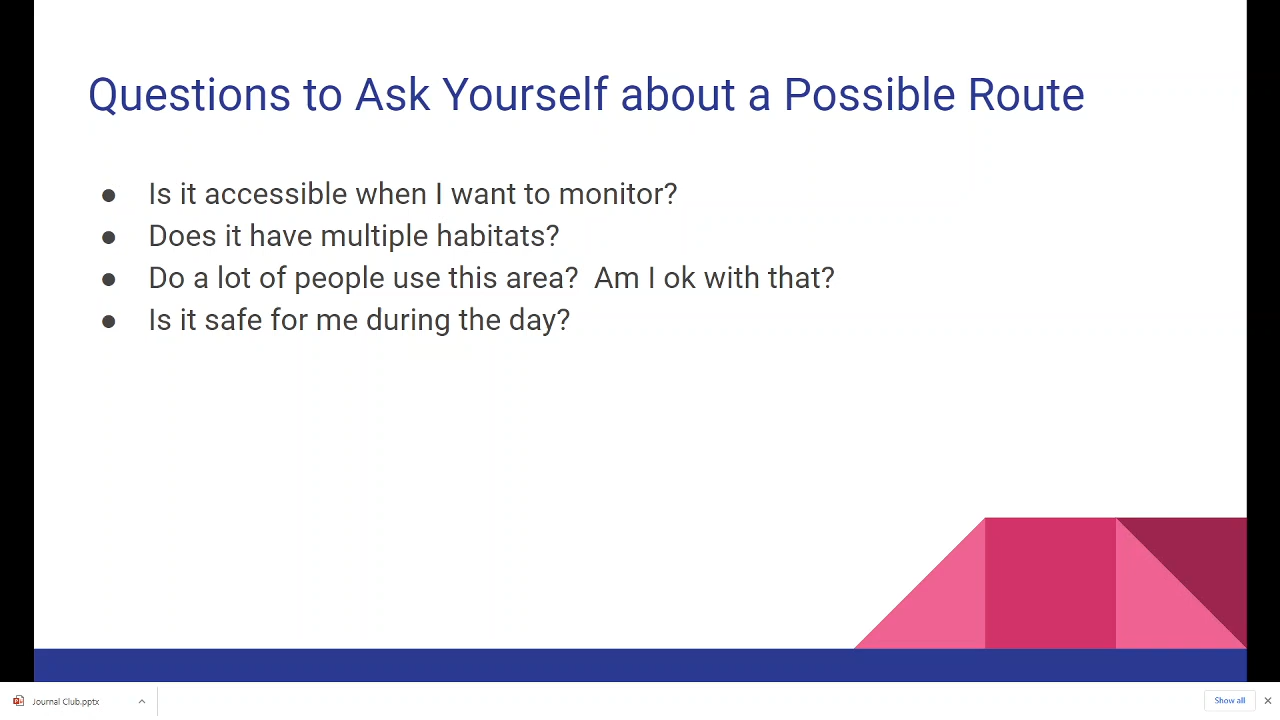 Questions to Ask Yourself about a Possible Route
● Is it accessible when I want to monitor?
● Does it have multiple habitats?
● Do a lot of people use this area?  Am I ok with that?
● Is it safe for me during the day?
Journal Club.pptx
Show all